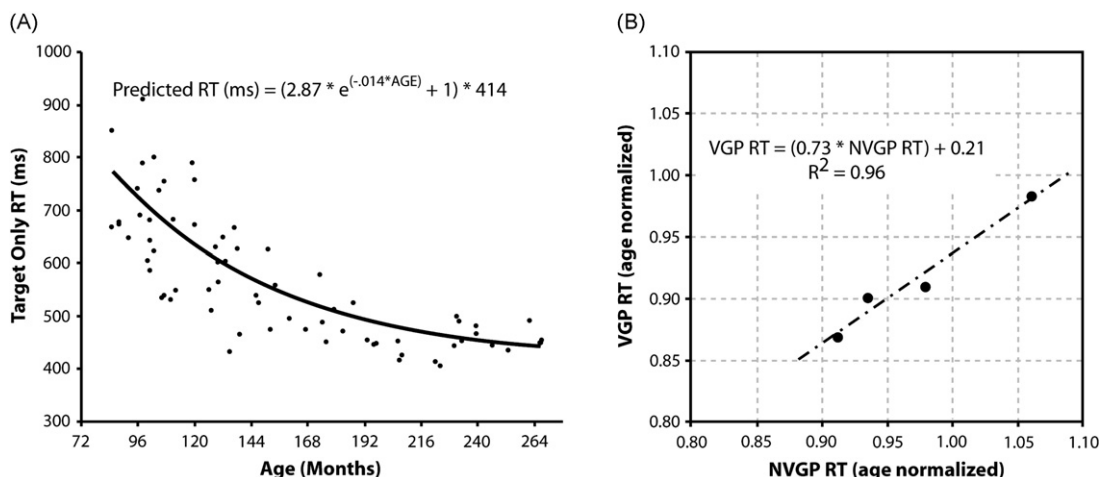 (A)
1000
900
800
700
600
500
400
300
Target Only RT (ms)
Predicted RT (ms) = (2.87 * e^(-.014*AGE) + 1) * 414
72 96 120 144 168 192 216 240 264
Age (Months)
(B)
1.10
1.05
1.00
0.95
0.90
0.85
0.80
VGP RT (age normalized)
VGP RT = (0.73 * NVGP RT) + 0.21
R² = 0.96
0.80 0.85 0.90 0.95 1.00 1.05 1.10
NVGP RT (age normalized)